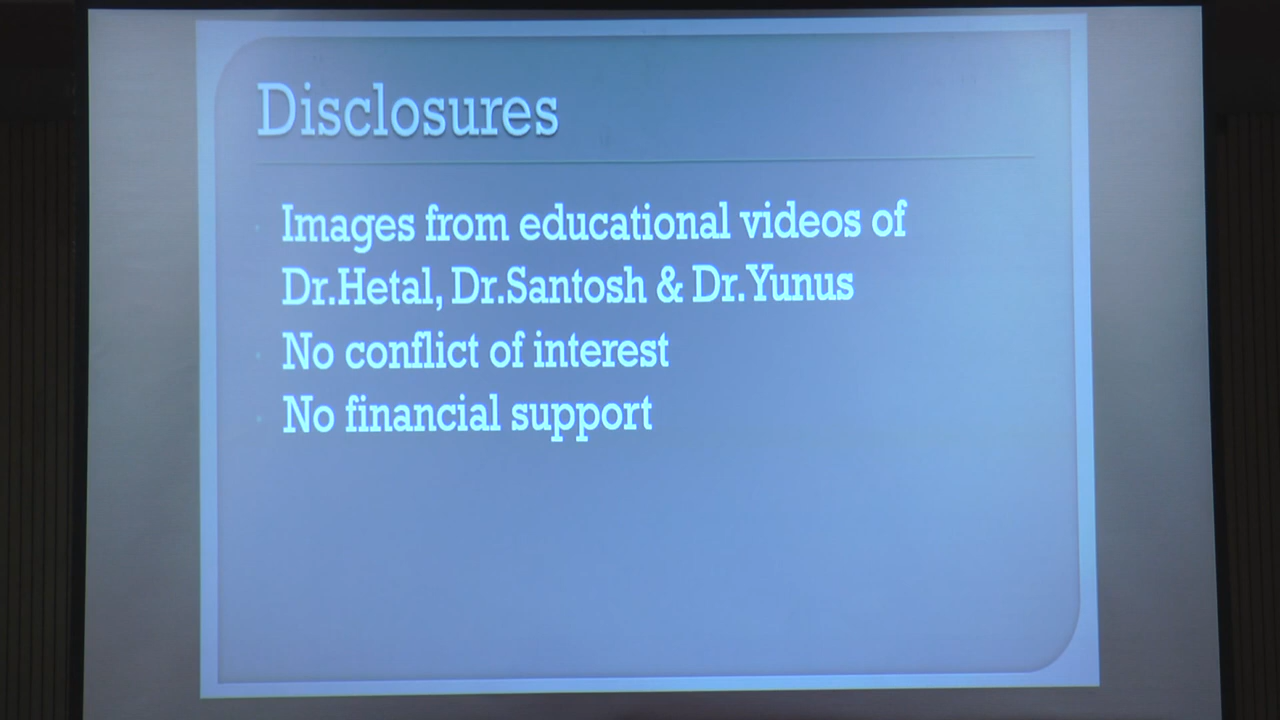 Disclosures
Images from educational videos of
Dr.Hetal, Dr.Santosh & Dr.Yunus
No conflict of interest
No financial support